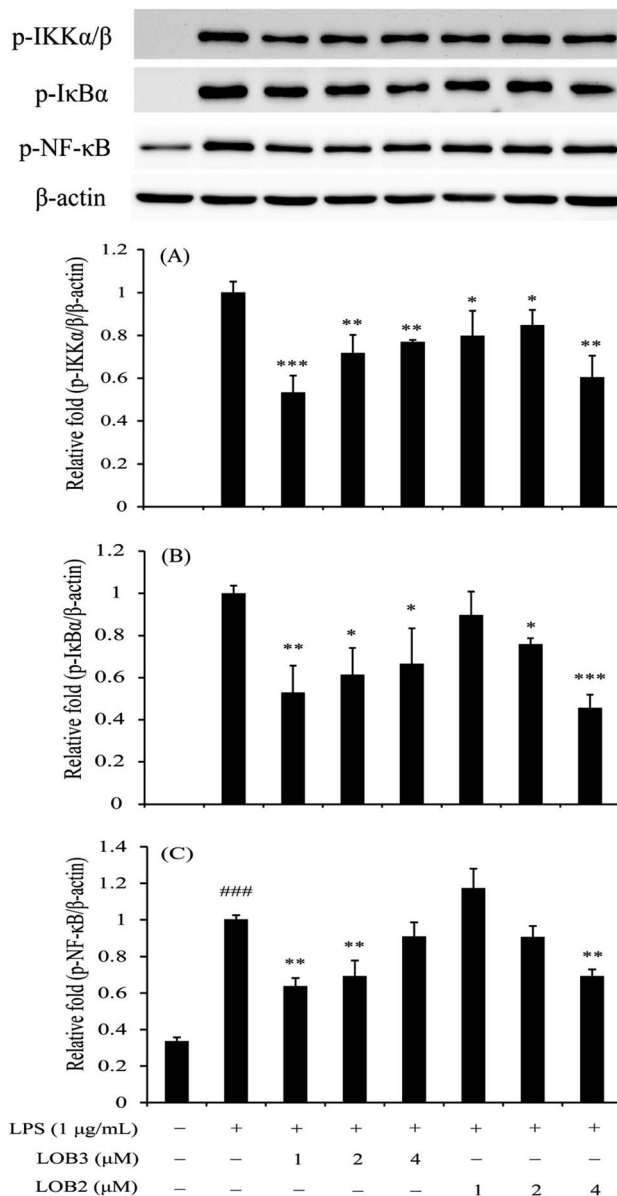 p-IKKα/β
p-IκBα
p-NF-κB
β-actin
(A)
Relative fold (p-IKKα/β/β-actin)
1.2
1
0.8
0.6
0.4
0.2
0
***
**
**
*
*
**
(B)
Relative fold (p-IκBα/β-actin)
1.2
1
0.8
0.6
0.4
0.2
0
**
*
*
*
***
(C)
Relative fold (p-NF-κB/β-actin)
1.4
1.2
1
0.8
0.6
0.4
0.2
0
###
**
**
**
LPS (1 μg/mL) – + + + + + + +
LOB3 (μM) – – 1 2 4 – – –
LOB2 (μM) – – – – – 1 2 4